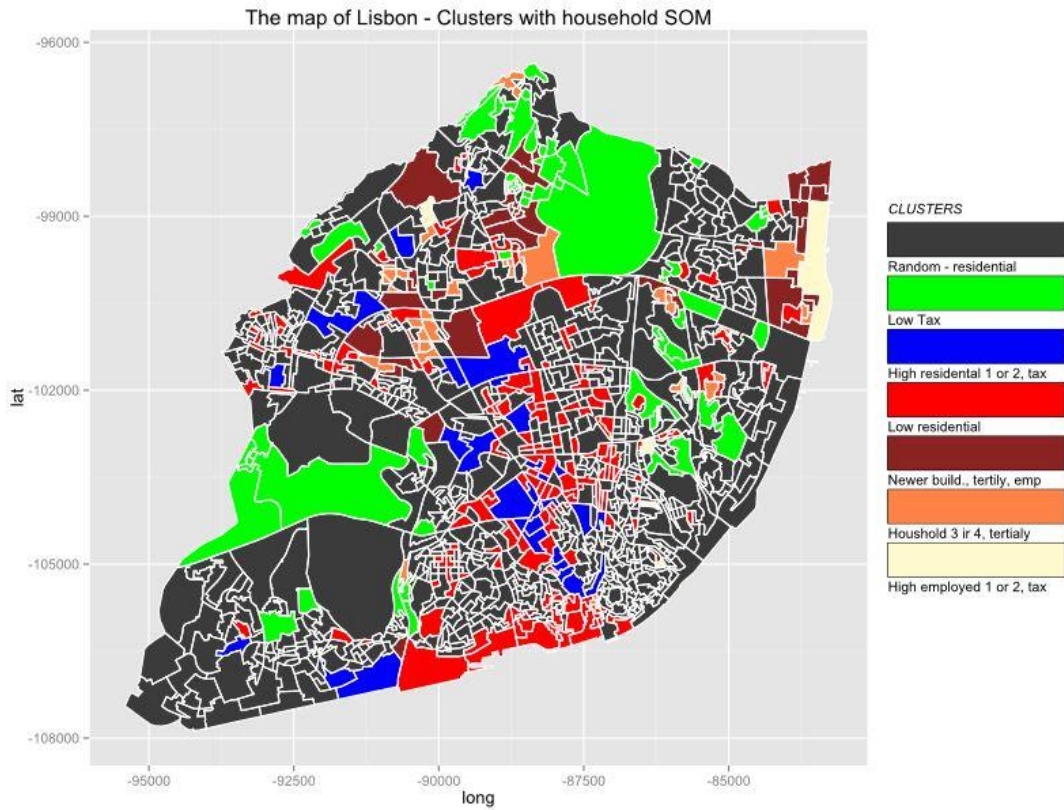 The map of Lisbon - Clusters with household SOM
-96000
-99000
-102000
-105000
-108000
lat
-95000
-92500
-90000
-87500
-85000
long
CLUSTERS
Random - residential
Low Tax
High residental 1 or 2, tax
Low residential
Newer build., tertily, emp
Houshold 3 ir 4, tertialy
High employed 1 or 2, tax